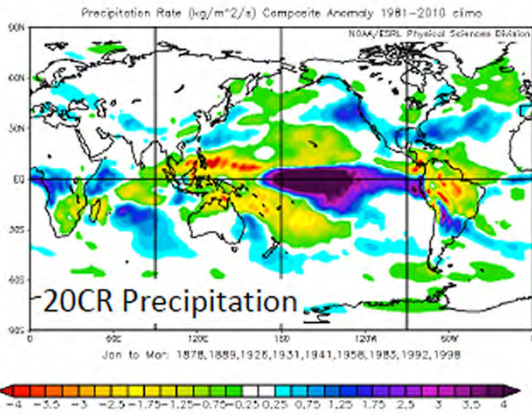 Precipitation Rate (kg/m^2/s) Composite Anomaly 1981-2010 climo
NOAA/ESRL Physical Sciences Division
90N
60N
30N
EQ
30S
60S
90S
20CR Precipitation
0 60E 120E 180 120W 60W 0
Jan to Mar: 1878,1889,1926,1931,1941,1958,1983,1992,1998
-4 -3.5 -3 -2.5 -1.75 -1.25 -0.75 0.25 0.25 0.75 1.25 1.75 2.5 3 3.5 4